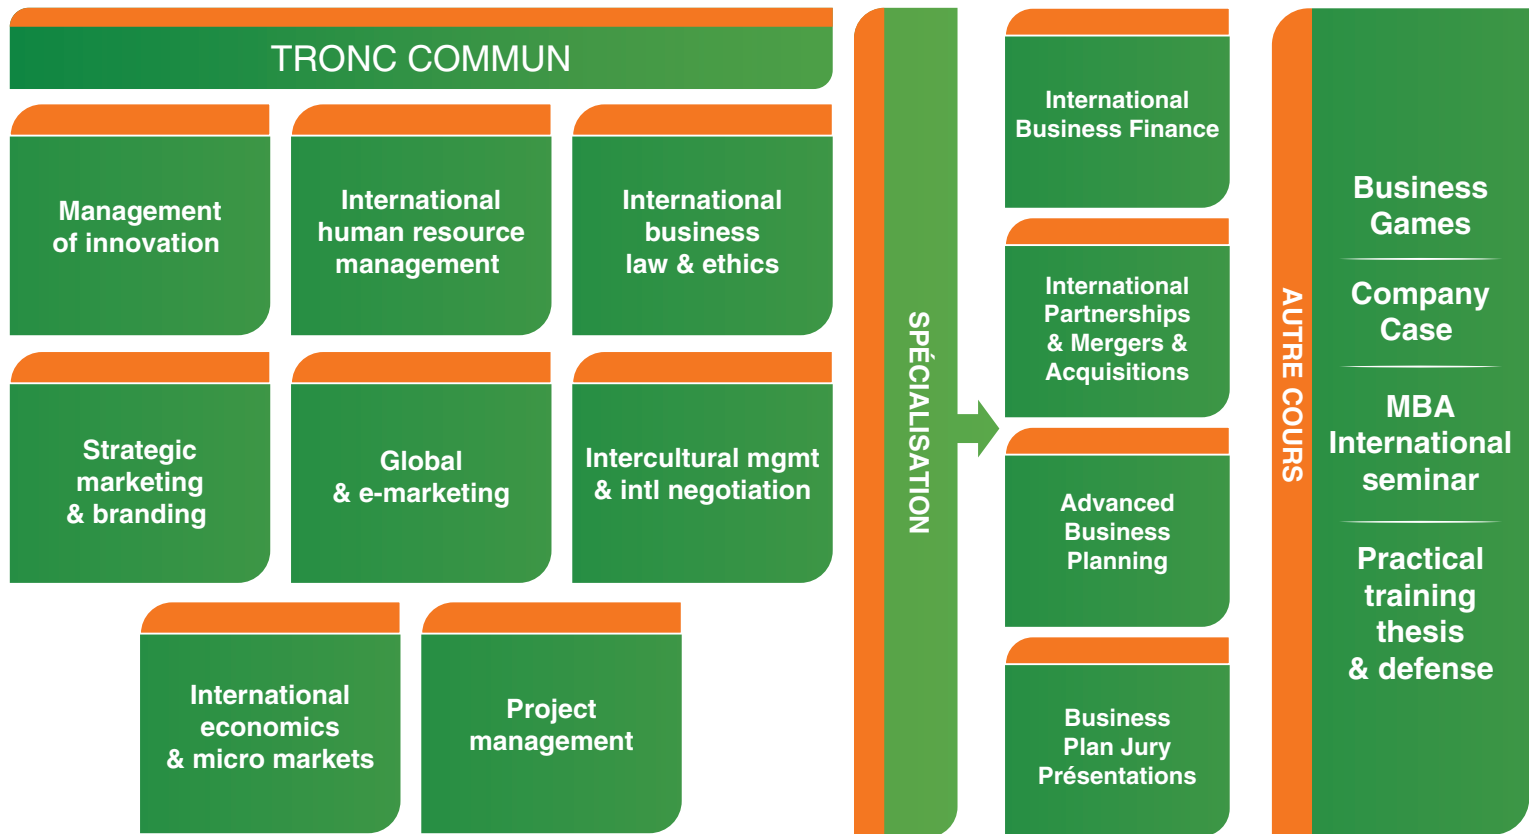 TRONC COMMUN
Management
of innovation
International
human resource
management
International
business
law & ethics
Strategic
marketing
& branding
Global
& e-marketing
Intercultural mgmt
& intl negotiation
International
economics
& micro markets
Project
management
SPÉCIALISATION
International
Business Finance
International
Partnerships
& Mergers &
Acquisitions
Advanced
Business
Planning
Business
Plan Jury
Présentations
AUTRE COURS
Business
Games
Company
Case
MBA
International
seminar
Practical
training
thesis
& defense